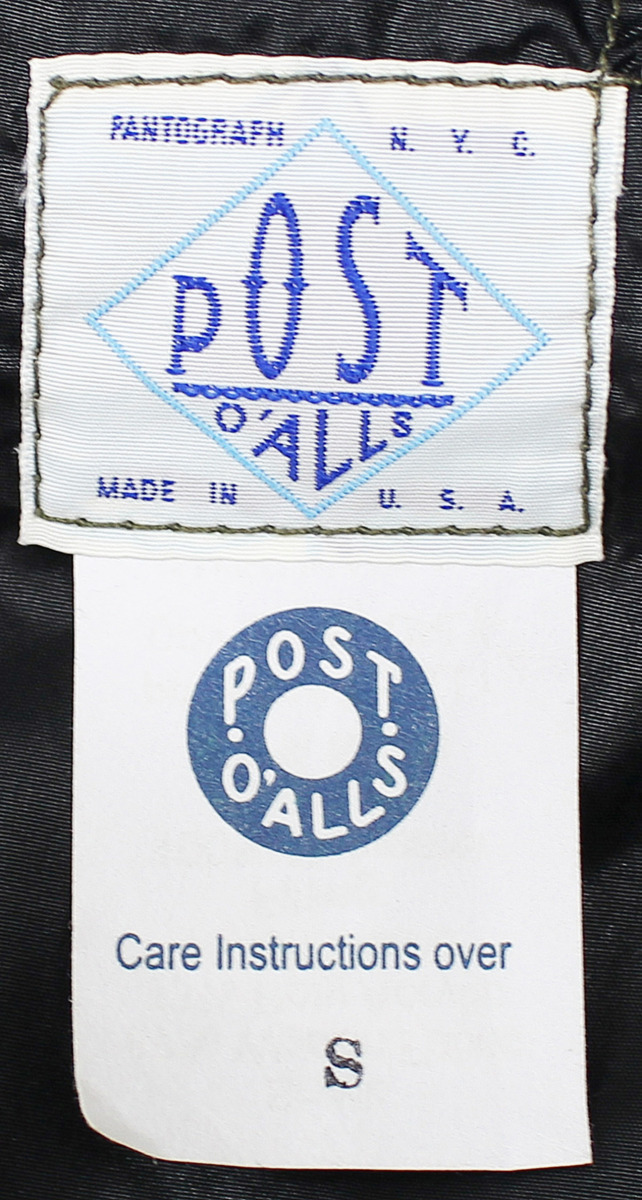 PANTOGRAPH N. Y. C.
POST
O'ALLS
MADE IN U. S. A.
POST
O'ALLS
Care Instructions over
S